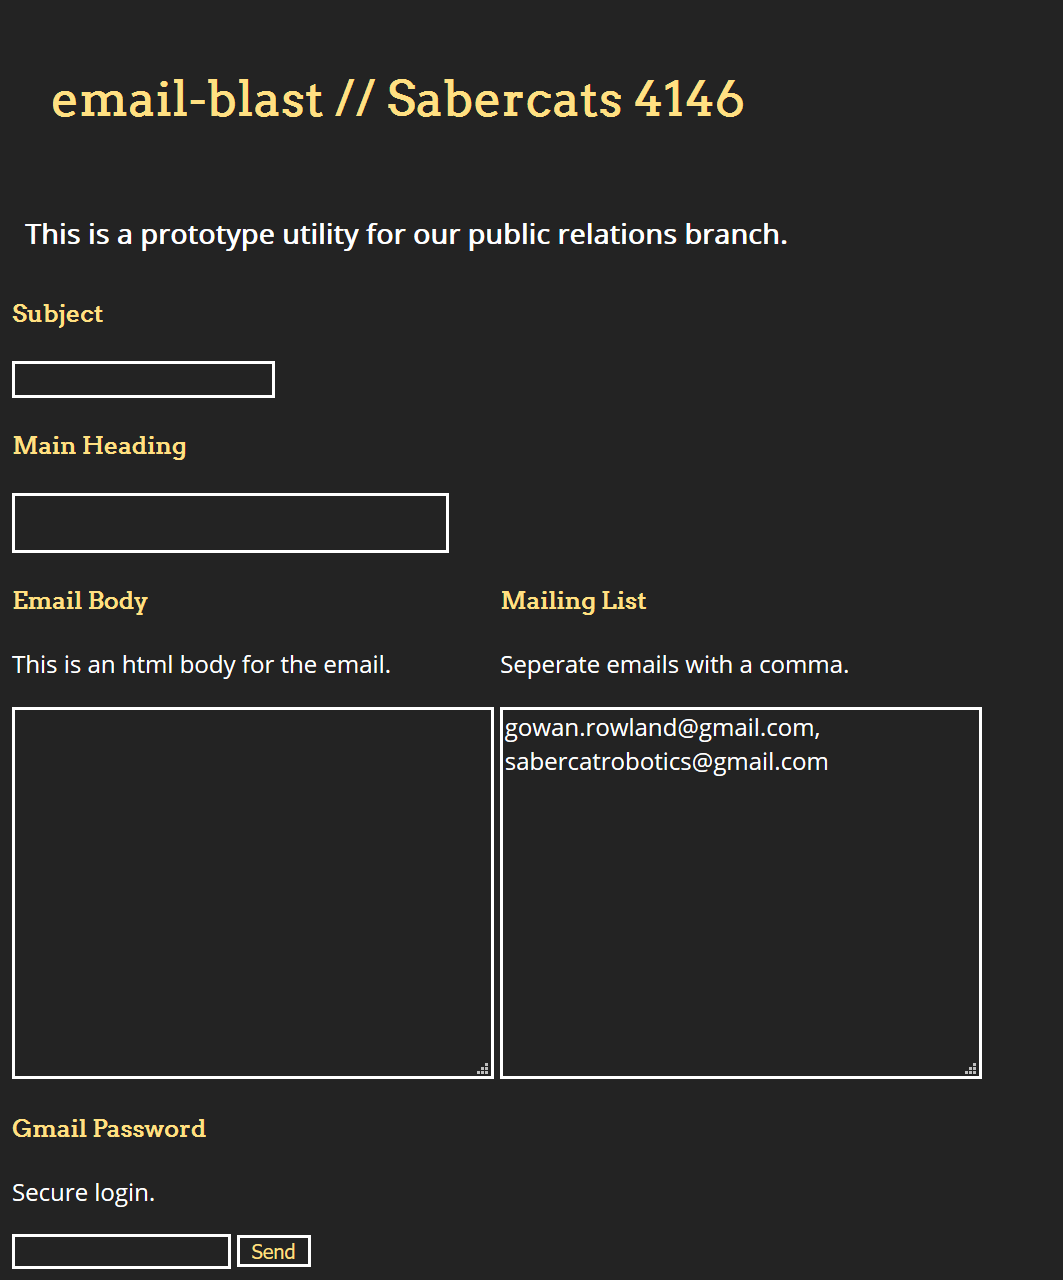 email-blast // Sabercats 4146
This is a prototype utility for our public relations branch.
Subject
Main Heading
Email Body
This is an html body for the email.
Mailing List
Seperate emails with a comma.
gowan.rowland@gmail.com,
sabercatrobotics@gmail.com
Gmail Password
Secure login.
Send